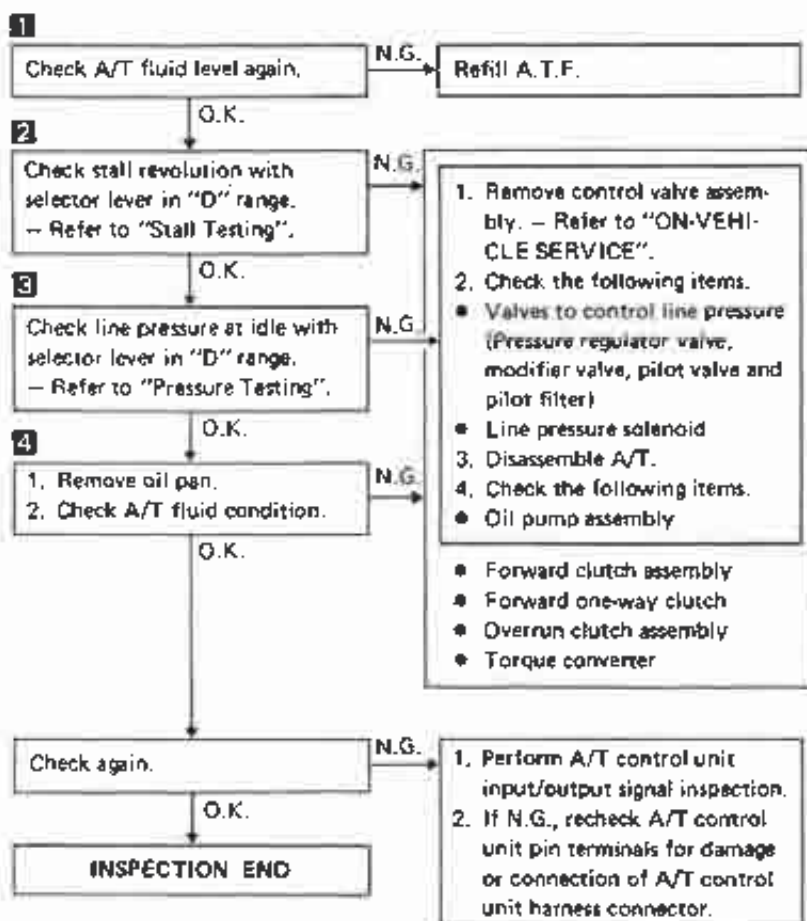 1
Check A/T fluid level again.
N.G.
Refill A.T.F.
O.K.
2
Check stall revolution with
selector lever in "D" range.
— Refer to "Stall Testing".
N.G.
O.K.
3
Check line pressure at idle with
selector lever in "D" range.
— Refer to "Pressure Testing".
N.G.
O.K.
4
1. Remove oil pan.
2. Check A/T fluid condition.
N.G.
O.K.
1. Remove control valve assem-
bly. — Refer to "ON-VEHI-
CLE SERVICE".
2. Check the following items.
● Valves to control line pressure
(Pressure regulator valve,
modifier valve, pilot valve and
pilot filter)
● Line pressure solenoid
3. Disassemble A/T.
4. Check the following items.
● Oil pump assembly
● Forward clutch assembly
● Forward one-way clutch
● Overrun clutch assembly
● Torque converter
Check again.
N.G.
O.K.
INSPECTION END
1. Perform A/T control unit
input/output signal inspection.
2. If N.G., recheck A/T control
unit pin terminals for damage
or connection of A/T control
unit harness connector.